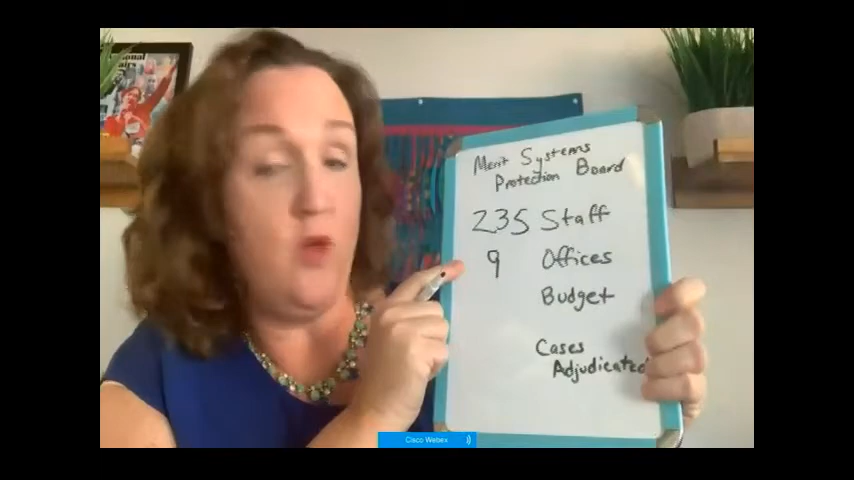 Merit Systems
Protection Board
235 Staff
9 Offices
Budget
Cases
Adjudicated
Cisco Webex